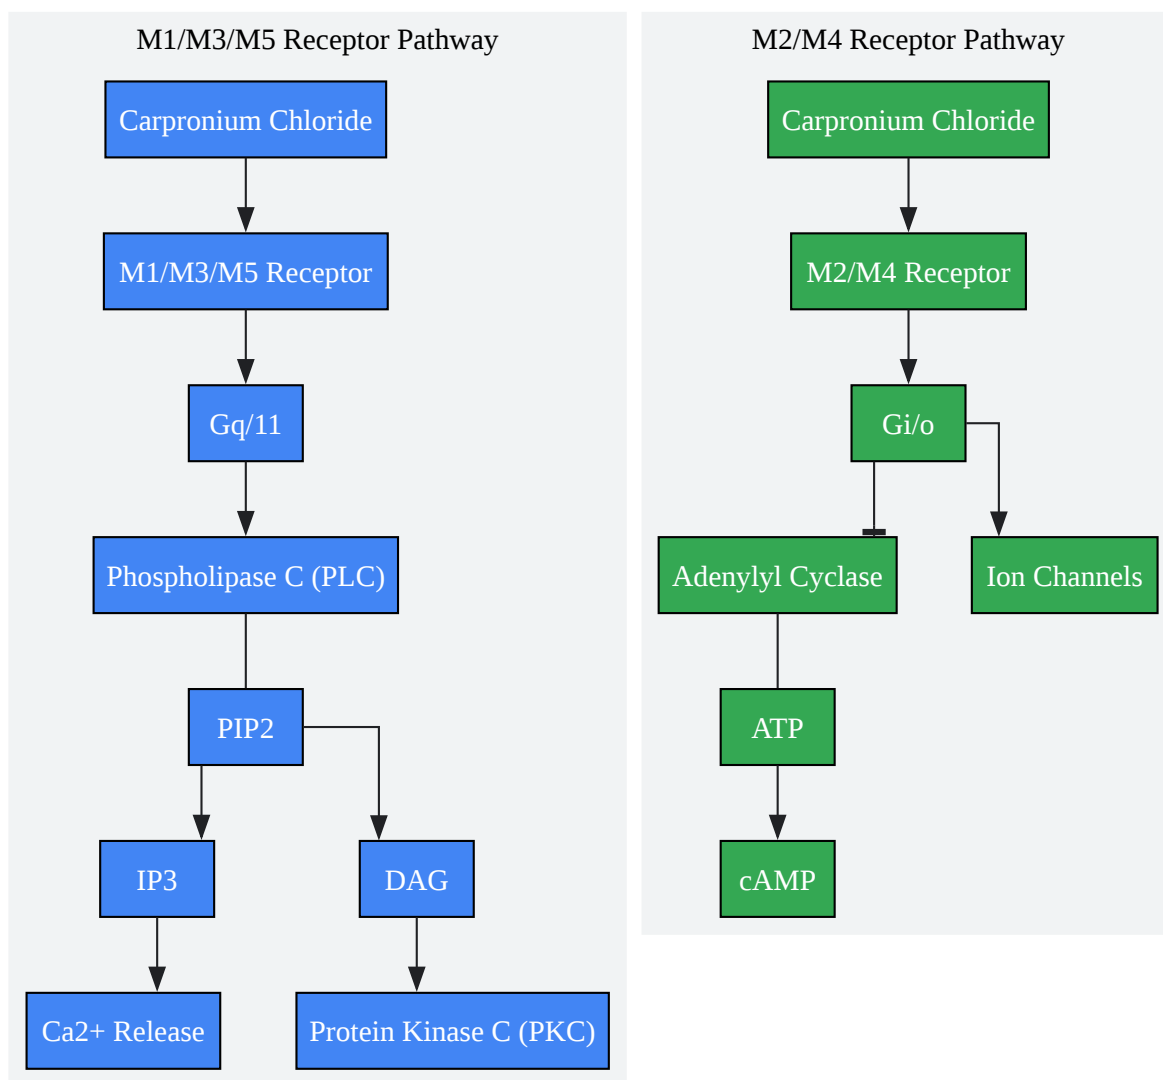 M1/M3/M5 Receptor Pathway
Carpronium Chloride
M1/M3/M5 Receptor
Gq/11
Phospholipase C (PLC)
PIP2
IP3
DAG
Ca2+ Release
Protein Kinase C (PKC)
M2/M4 Receptor Pathway
Carpronium Chloride
M2/M4 Receptor
Gi/o
Adenylyl Cyclase
Ion Channels
ATP
cAMP